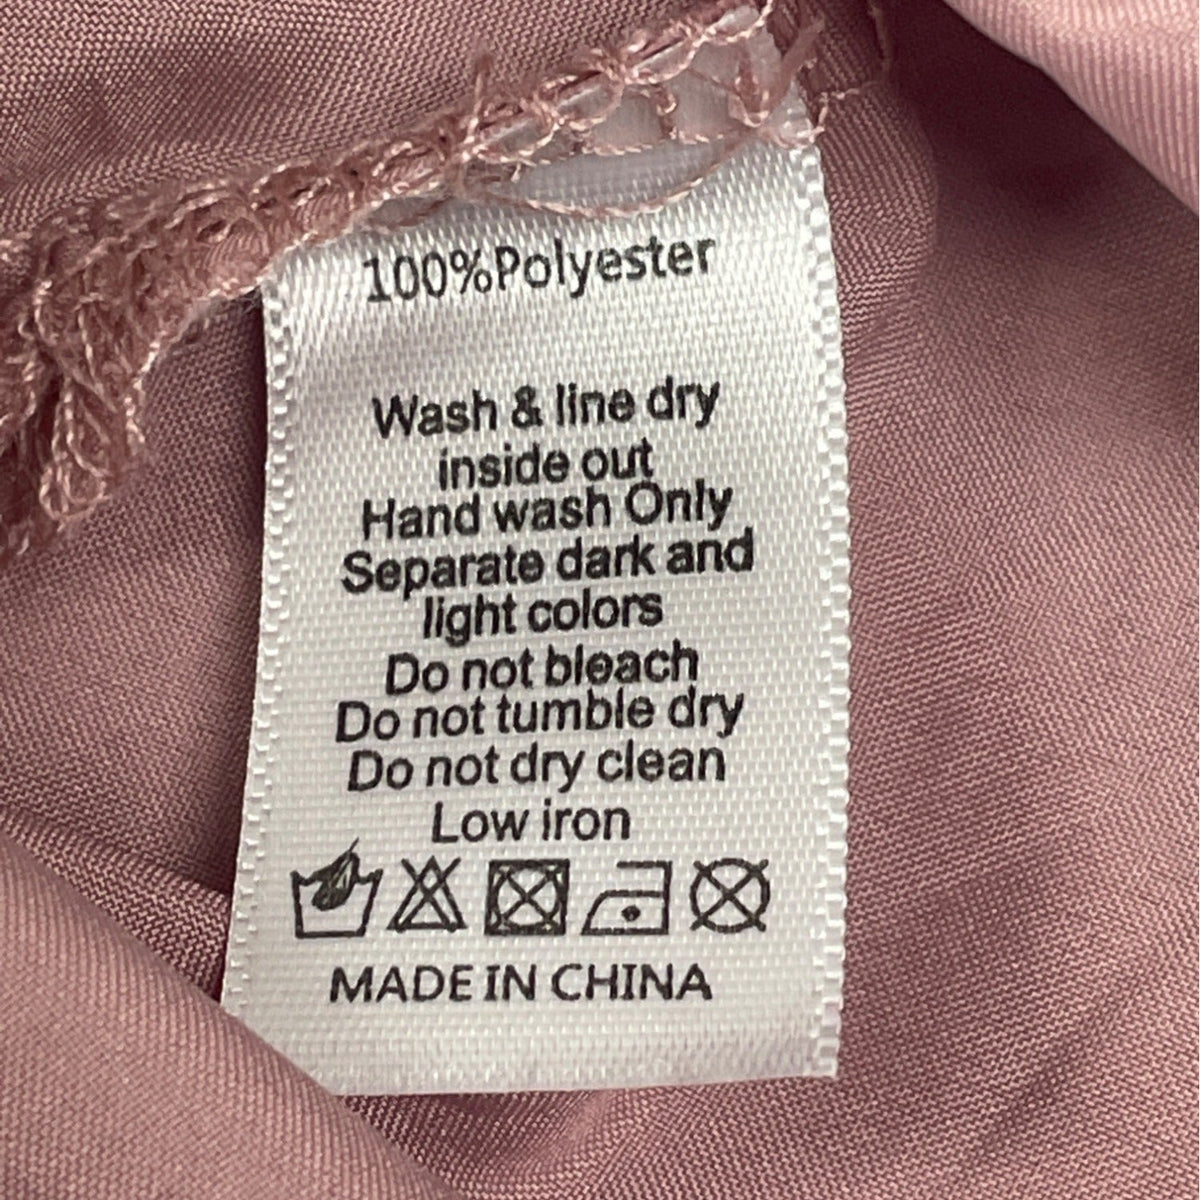 100%Polyester
Wash & line dry
inside out
Hand wash Only
Separate dark and
light colors
Do not bleach
Do not tumble dry
Do not dry clean
Low iron
MADE IN CHINA